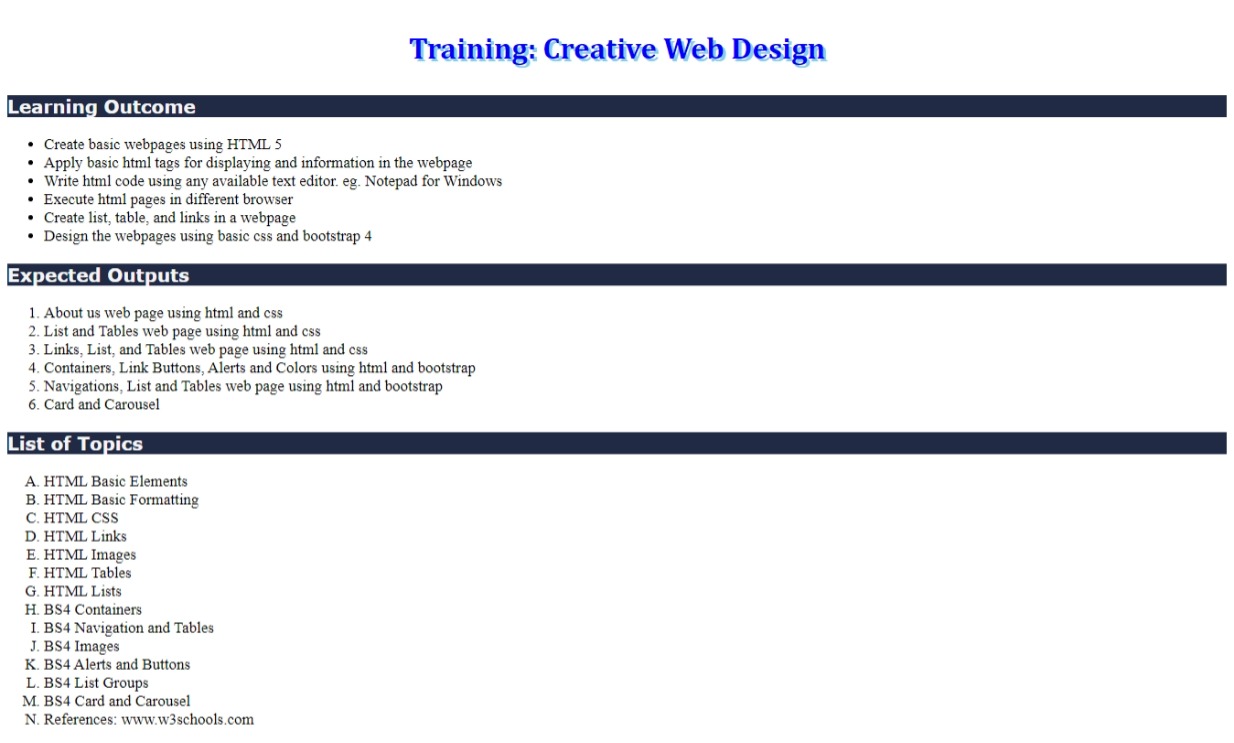 Training: Creative Web Design
Learning Outcome
• Create basic webpages using HTML 5
• Apply basic html tags for displaying and information in the webpage
• Write html code using any available text editor. eg. Notepad for Windows
• Execute html pages in different browser
• Create list, table, and links in a webpage
• Design the webpages using basic css and bootstrap 4
Expected Outputs
1. About us web page using html and css
2. List and Tables web page using html and css
3. Links, List, and Tables web page using html and css
4. Containers, Link Buttons, Alerts and Colors using html and bootstrap
5. Navigations, List and Tables web page using html and bootstrap
6. Card and Carousel
List of Topics
A. HTML Basic Elements
B. HTML Basic Formatting
C. HTML CSS
D. HTML Links
E. HTML Images
F. HTML Tables
G. HTML Lists
H. BS4 Containers
I. BS4 Navigation and Tables
J. BS4 Images
K. BS4 Alerts and Buttons
L. BS4 List Groups
M. BS4 Card and Carousel
N. References: www.w3schools.com